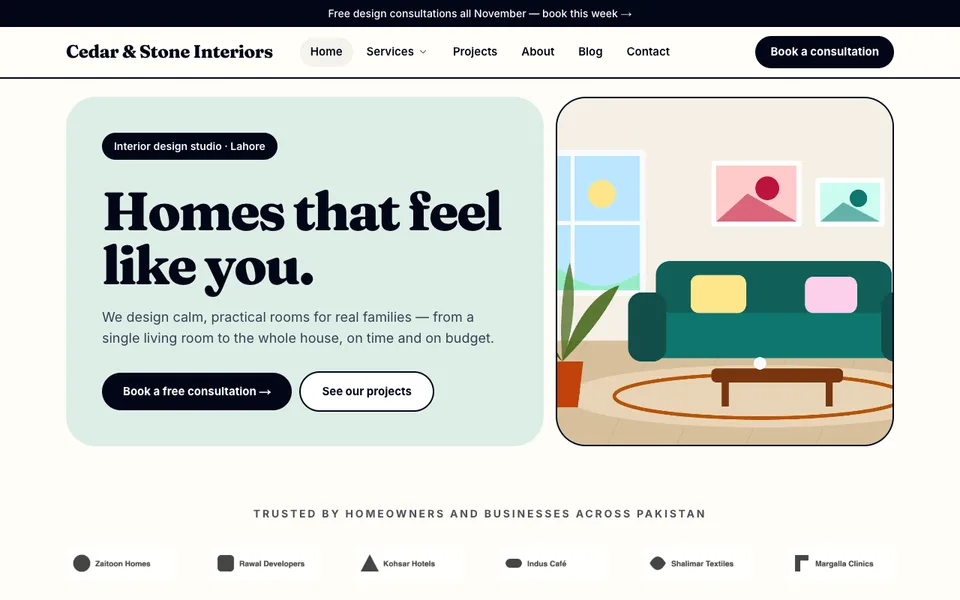 Free design consultations all November — book this week →
Cedar & Stone Interiors
Home
Services
Projects
About
Blog
Contact
Book a consultation
Interior design studio · Lahore
Homes that feel
like you.
We design calm, practical rooms for real families — from a
single living room to the whole house, on time and on budget.
Book a free consultation →
See our projects
TRUSTED BY HOMEOWNERS AND BUSINESSES ACROSS PAKISTAN
Zaitoon Homes
Rawal Developers
Kohsar Hotels
Indus Café
Shalimar Textiles
Margalla Clinics